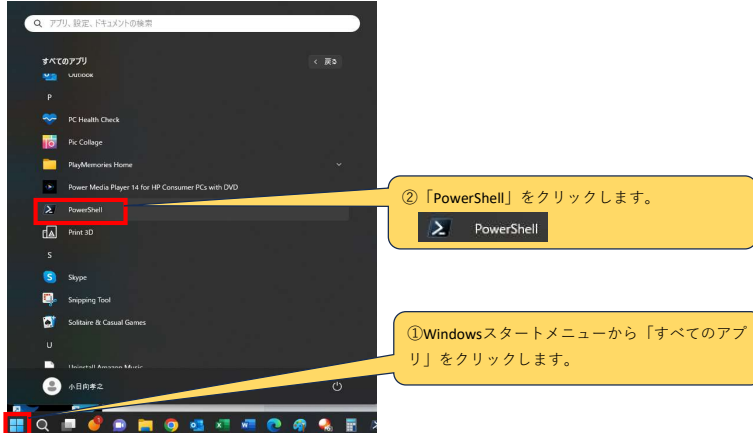 アプリ、設定、ドキュメントの検索
すべてのアプリ
< 戻る
Outlook
P
PC Health Check
Pic Collage
PlayMemories Home
Power Media Player 14 for HP Consumer PCs with DVD
PowerShell
Print 3D
S
Skype
Snipping Tool
Solitaire & Casual Games
U
Uninstall Amazon Music
小日向孝之
②「PowerShell」をクリックします。
PowerShell
①Windowsスタートメニューから「すべてのアプ
リ」をクリックします。